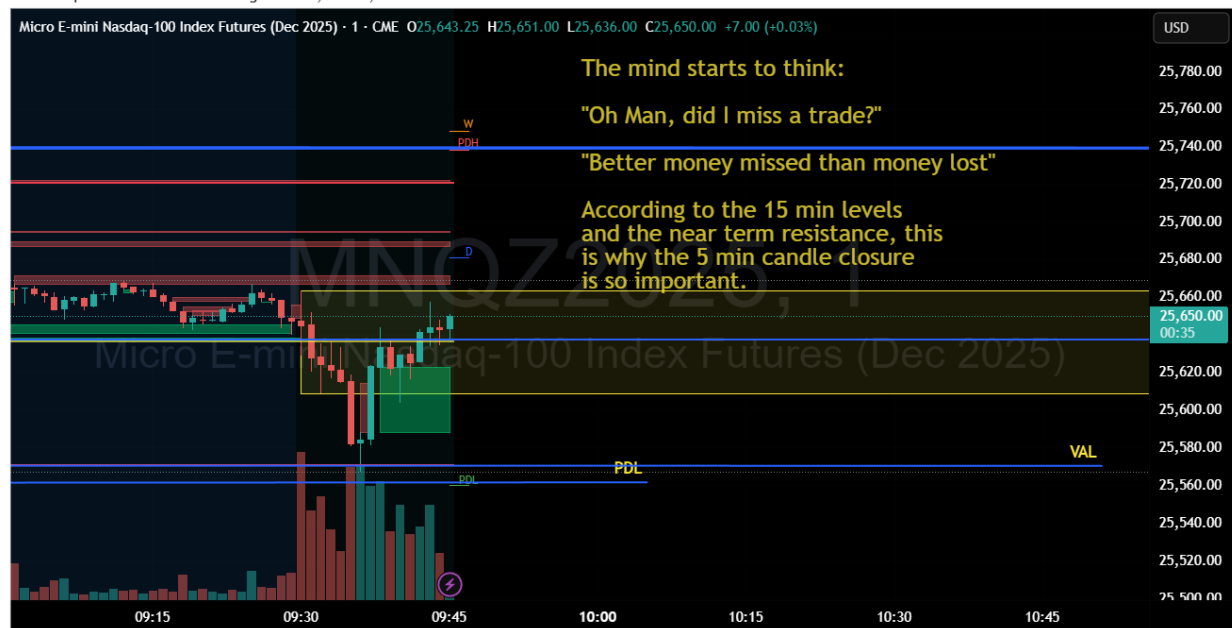 Micro E-mini Nasdaq-100 Index Futures (Dec 2025) · 1 · CME O25,643.25 H25,651.00 L25,636.00 C25,650.00 +7.00 (+0.03%)
USD
The mind starts to think:
"Oh Man, did I miss a trade?"
"Better money missed than money lost"
According to the 15 min levels
and the near term resistance, this
is why the 5 min candle closure
is so important.
W
PDH
D
MNQZ2025, 1
Micro E-mini Nasdaq-100 Index Futures (Dec 2025)
VAL
PDL
PDL
25,780.00
25,760.00
25,740.00
25,720.00
25,700.00
25,680.00
25,660.00
25,650.00
00:35
25,620.00
25,600.00
25,580.00
25,560.00
25,540.00
25,520.00
25,500.00
09:15
09:30
09:45
10:00
10:15
10:30
10:45